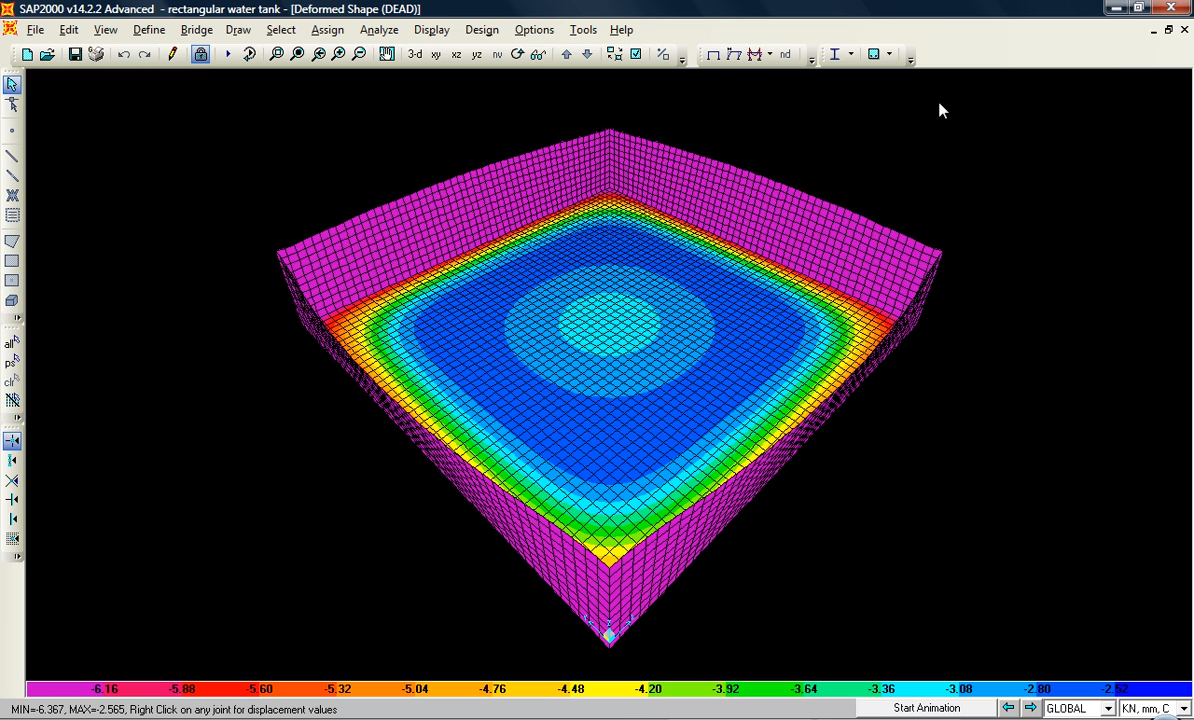 SAP2000 v14.2.2 Advanced - rectangular water tank - [Deformed Shape (DEAD)]
File Edit View Define Bridge Draw Select Assign Analyze Display Design Options Tools Help
3-d xy xz yz nv nd
all
ps
clr
-6.16 -5.88 -5.60 -5.32 -5.04 -4.76 -4.48 -4.20 -3.92 -3.64 -3.36 -3.08 -2.80 -2.52
MIN=-6.367, MAX=-2.565, Right Click on any joint for displacement values Start Animation GLOBAL KN, mm, C